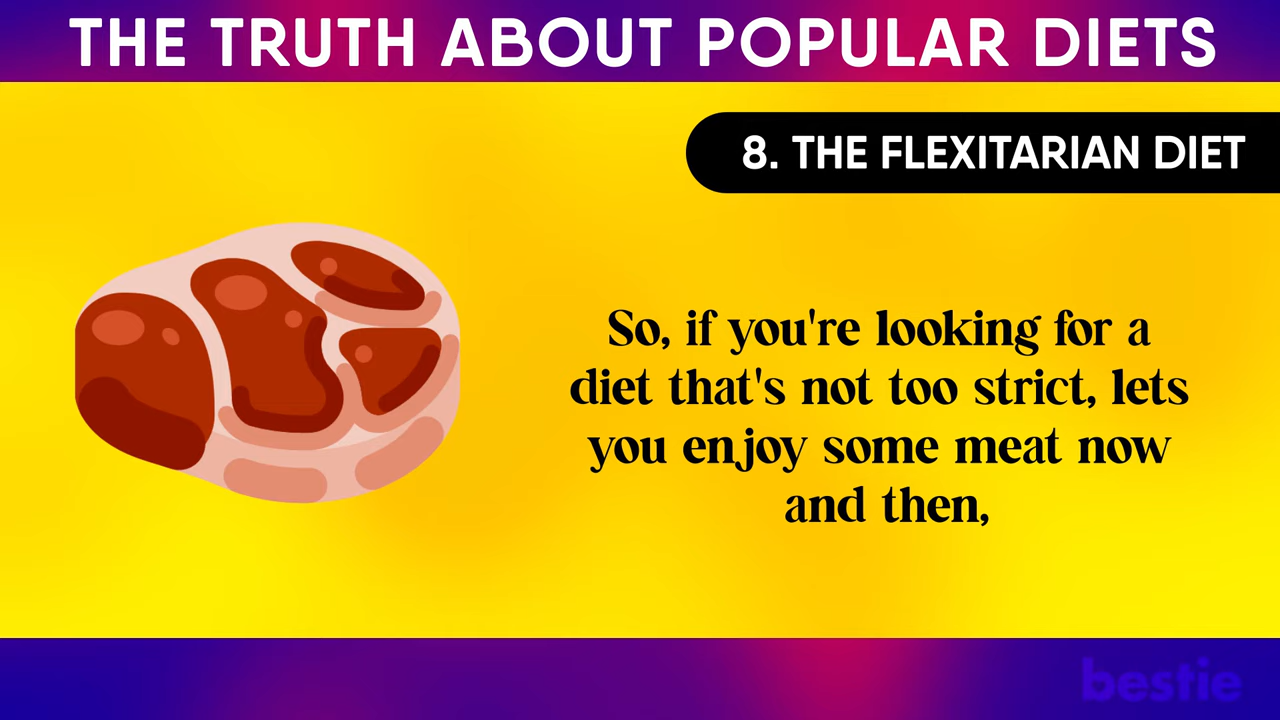 THE TRUTH ABOUT POPULAR DIETS
8. THE FLEXITARIAN DIET
So, if you're looking for a
diet that's not too strict, lets
you enjoy some meat now
and then,
bestie